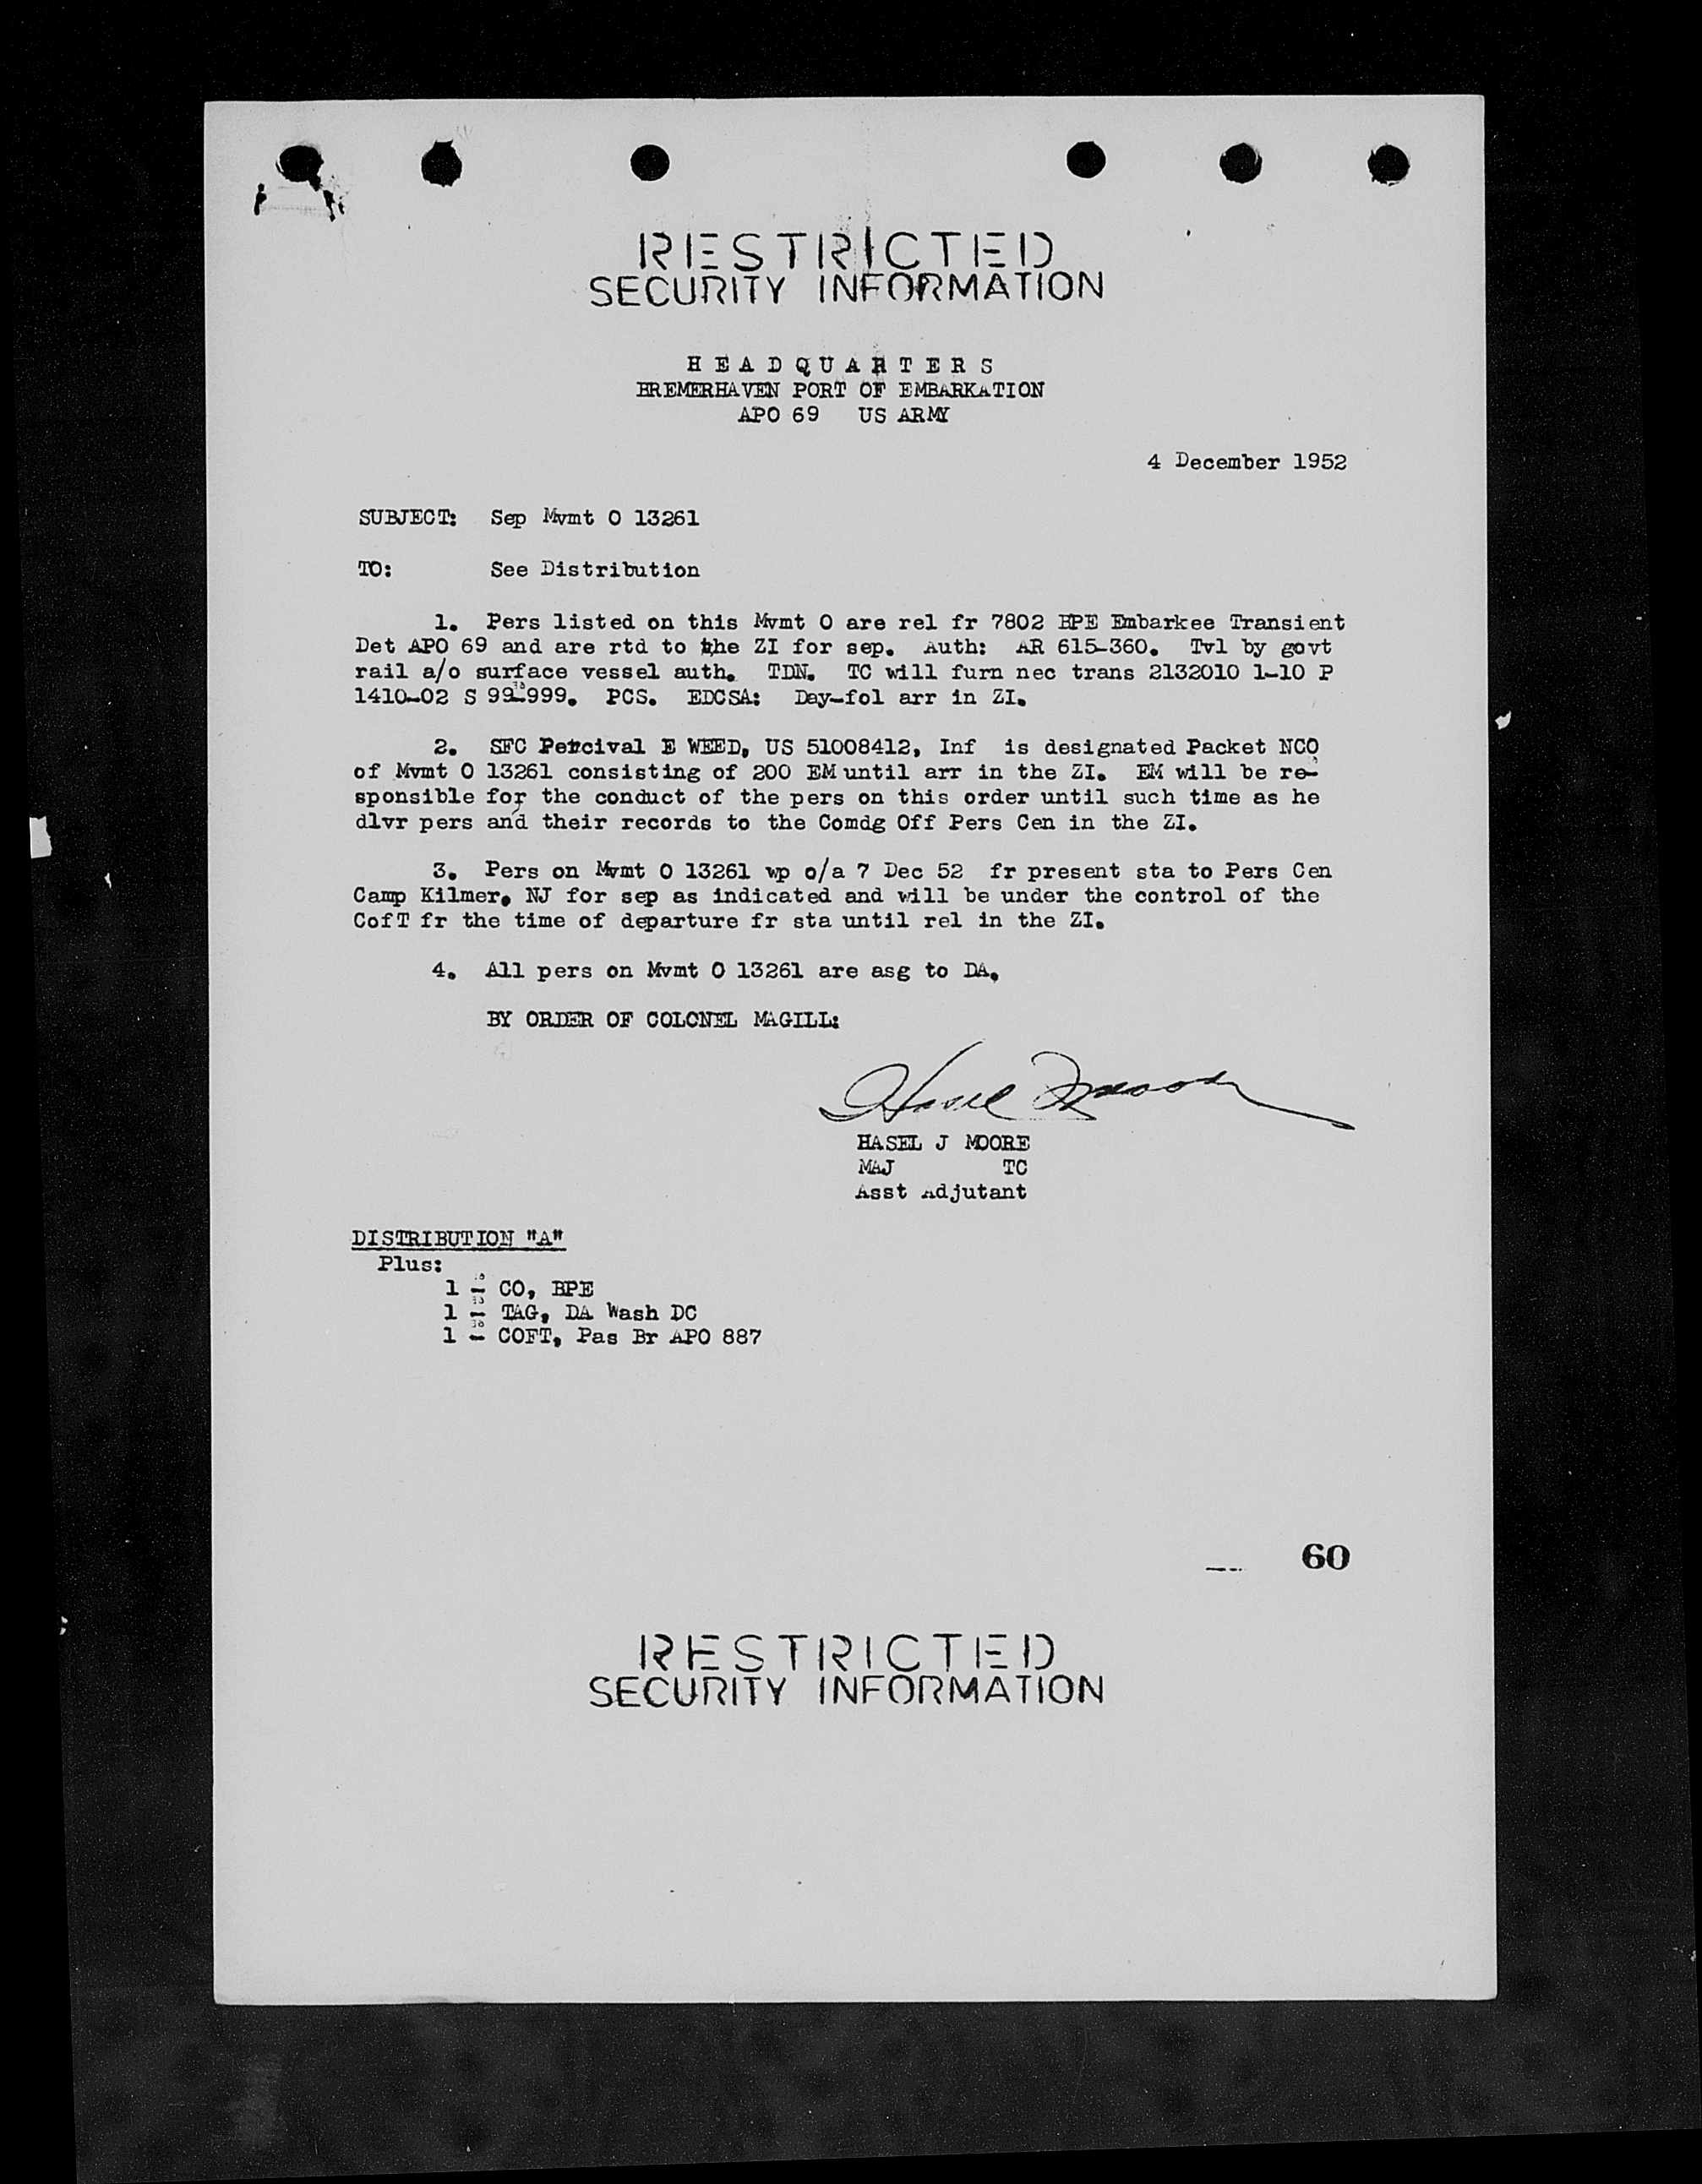 RESTRICTED
SECURITY INFORMATION
H E A D Q U A R T E R S
BREMERHAVEN PORT OF EMBARKATION
APO 69 US ARMY
4 December 1952
SUBJECT: Sep Mvmt O 13261
TO: See Distribution
1. Pers listed on this Mvmt O are rel fr 7802 BPE Embarkee Transient
Det APO 69 and are rtd to the ZI for sep. Auth: AR 615-360. Tvl by govt
rail a/o surface vessel auth. TDN. TC will furn nec trans 2132010 1-10 P
1410-02 S 99-999. PCS. EDCSA: Day-fol arr in ZI.
2. SFC Percival E WEED, US 51008412, Inf is designated Packet NCO
of Mvmt O 13261 consisting of 200 EM until arr in the ZI. EM will be re-
sponsible for the conduct of the pers on this order until such time as he
dlvr pers and their records to the Comdg Off Pers Cen in the ZI.
3. Pers on Mvmt O 13261 wp o/a 7 Dec 52 fr present sta to Pers Cen
Camp Kilmer, NJ for sep as indicated and will be under the control of the
CofT fr the time of departure fr sta until rel in the ZI.
4. All pers on Mvmt O 13261 are asg to DA.
BY ORDER OF COLONEL MAGILL:
Hasel J Moore
HASEL J MOORE
MAJ TC
Asst Adjutant
DISTRIBUTION "A"
Plus:
1 - CO, BPE
1 - TAG, DA Wash DC
1 - COFT, Pas Br APO 887
60
RESTRICTED
SECURITY INFORMATION